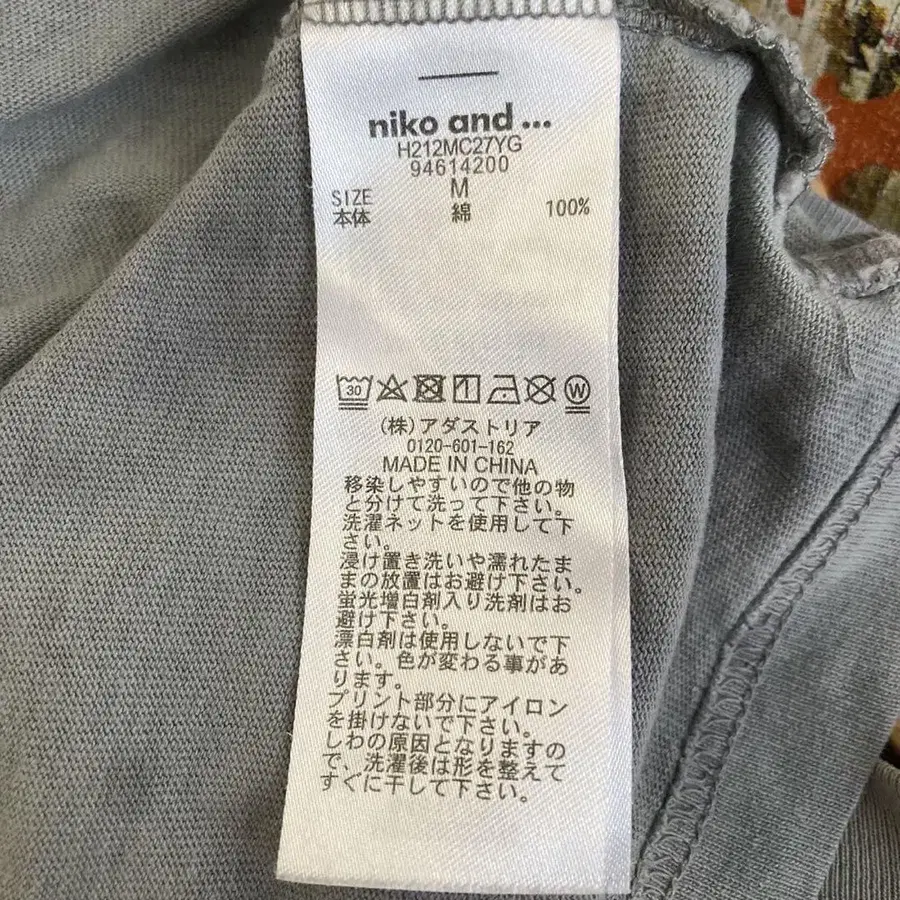 niko and ...
H212MC27YG
94614200
SIZE M
本体 綿 100%
30 W
(株)アダストリア
0120-601-162
MADE IN CHINA
移染しやすいので他の物
と分けて洗って下さい。
洗濯ネットを使用して下
さい。
浸け置き洗いや濡れたま
まの放置はお避け下さい。
蛍光増白剤入り洗剤はお
避け下さい。
漂白剤は使用しないで下
さい。色が変わる事があ
ります。
プリント部分にアイロン
を掛けないで下さい。
しわの原因となりますの
で、洗濯後は形を整えて
すぐに干して下さい。